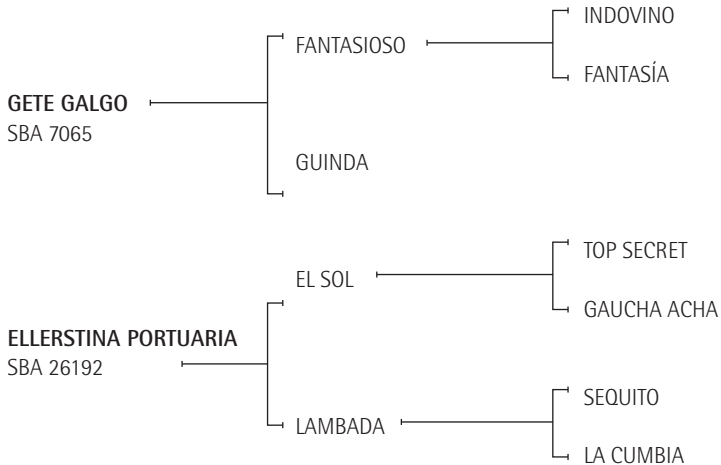 INDOVINO
FANTASIOSO
FANTASÍA
GETE GALGO
SBA 7065
GUINDA
TOP SECRET
EL SOL
GAUCHA ACHA
ELLERSTINA PORTUARIA
SBA 26192
SEQUITO
LAMBADA
LA CUMBIA